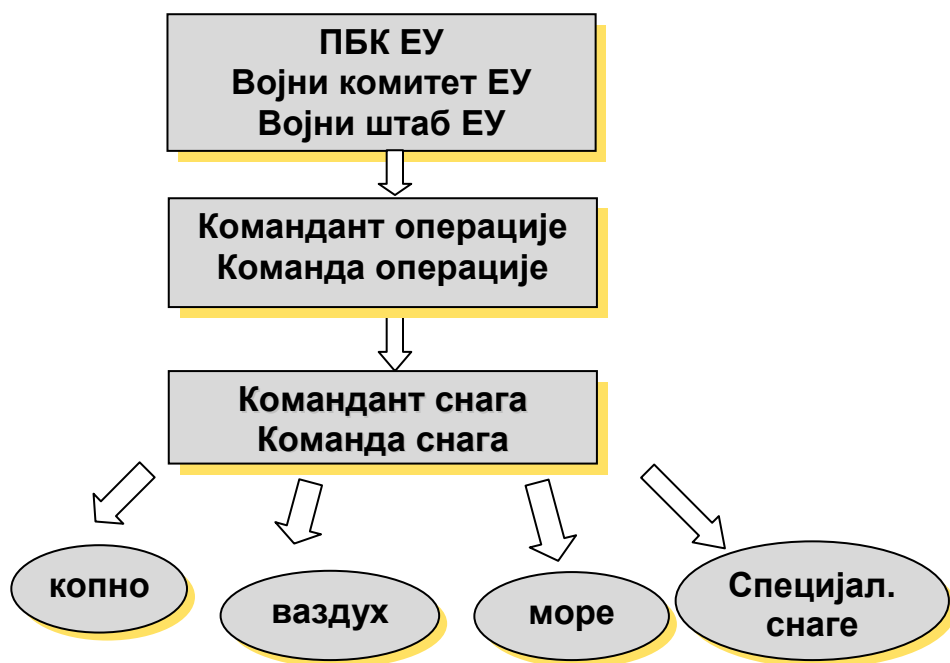 ПБК ЕУ
Војни комитет ЕУ
Војни штаб ЕУ
Командант операције
Команда операције
Командант снага
Команда снага
копно
ваздух
море
Специјал.
снаге